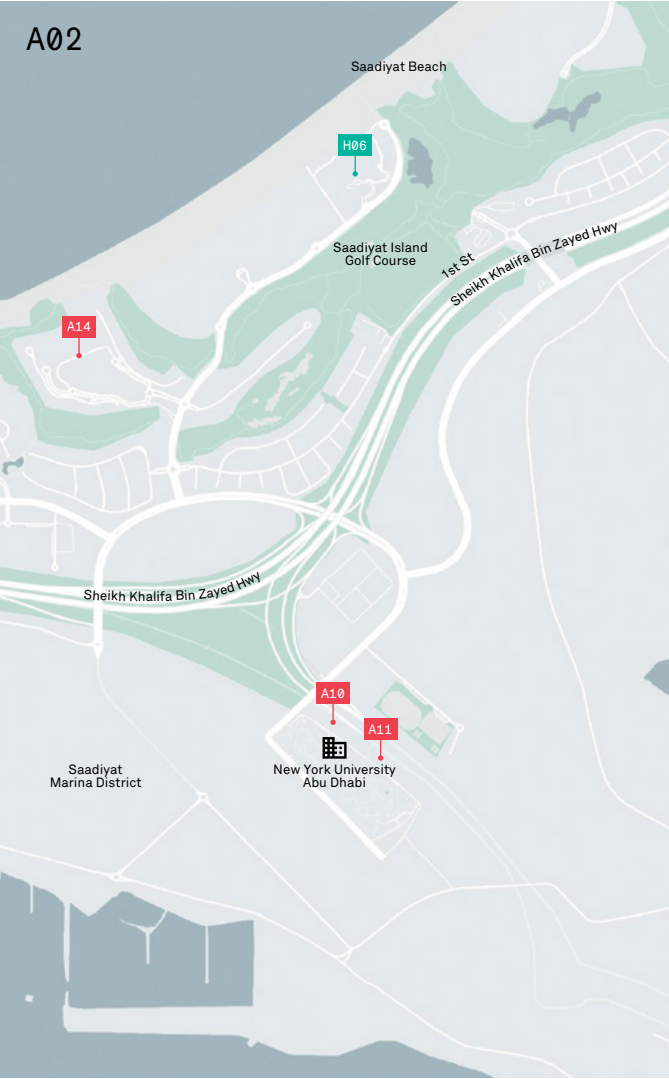 A02
Saadiyat Beach
H06
Saadiyat Island
Golf Course
1st St
Sheikh Khalifa Bin Zayed Hwy
A14
Sheikh Khalifa Bin Zayed Hwy
A10
A11
New York University
Abu Dhabi
Saadiyat
Marina District